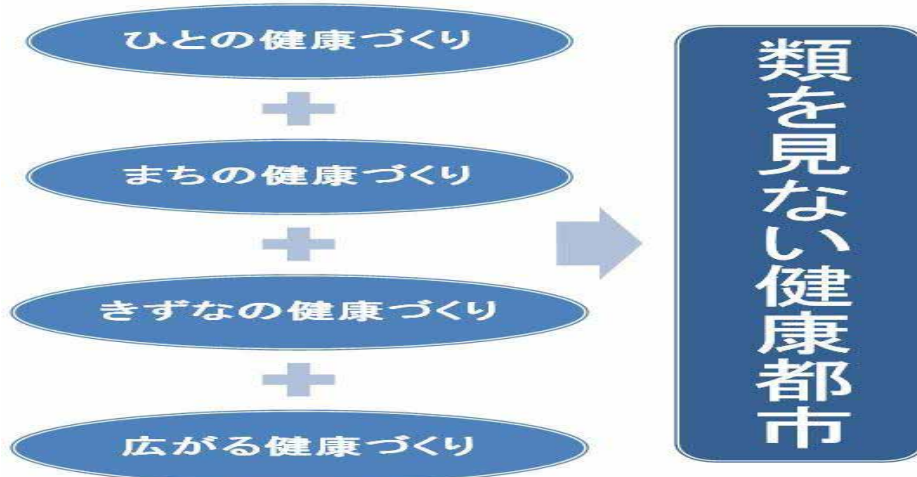 ひとの健康づくり
まちの健康づくり
きずなの健康づくり
広がる健康づくり
類を見ない健康都市